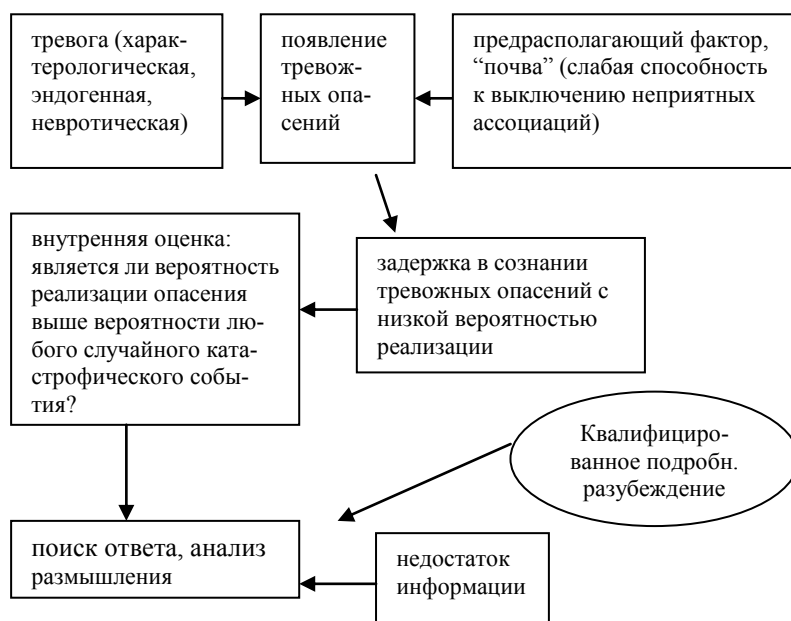 тревога (харак-
терологическая,
эндогенная,
невротическая)
появление
тревож-
ных опа-
сений
предрасполагающий фактор,
“почва” (слабая способность
к выключению неприятных
ассоциаций)
внутренняя оценка:
является ли вероятность
реализации опасения
выше вероятности лю-
бого случайного ката-
строфического собы-
тия?
задержка в сознании
тревожных опасений с
низкой вероятностью
реализации
Квалифициро-
ванное подробн.
разубеждение
поиск ответа, анализ
размышления
недостаток
информации